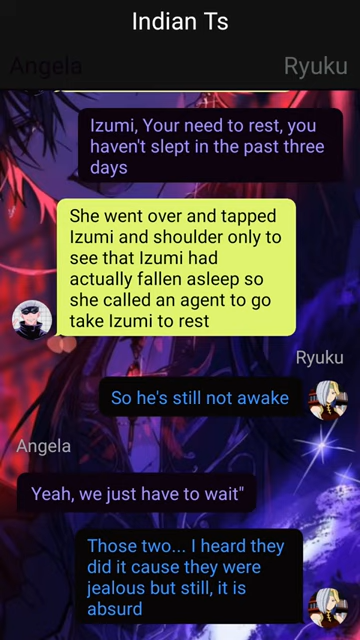 Indian Ts
Angela
Ryuku
Izumi, Your need to rest, you
haven't slept in the past three
days
She went over and tapped
Izumi and shoulder only to
see that Izumi had
actually fallen asleep so
she called an agent to go
take Izumi to rest
Ryuku
So he's still not awake
Angela
Yeah, we just have to wait"
Those two... I heard they
did it cause they were
jealous but still, it is
absurd